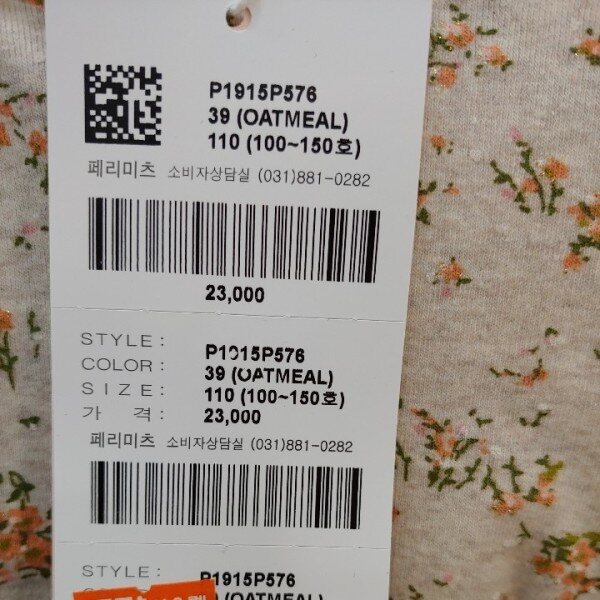 P1915P576
39 (OATMEAL)
110 (100~150호)
페리미츠 소비자상담실 (031)881-0282
23,000
STYLE: P1915P576
COLOR: 39 (OATMEAL)
SIZE: 110 (100~150호)
가 격: 23,000
페리미츠 소비자상담실 (031)881-0282
STYLE: P1915P576
(OATMEAL)